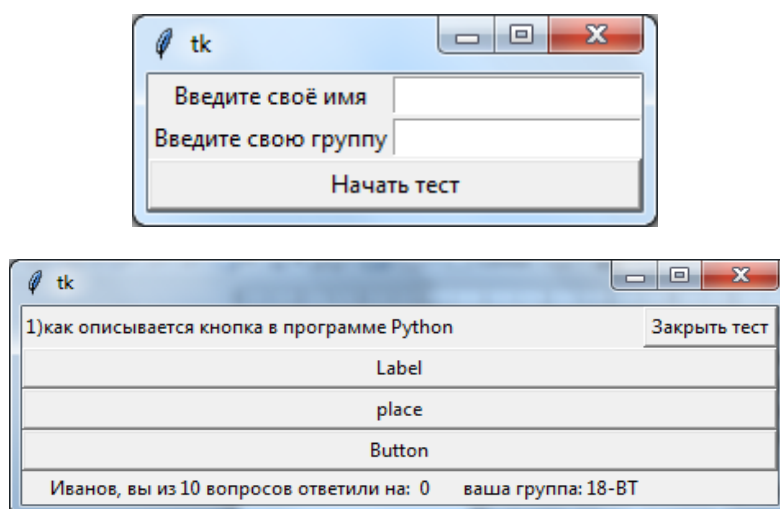 tk
Введите своё имя
Введите свою группу
Начать тест
tk
1)как описывается кнопка в программе Python Закрыть тест
Label
place
Button
Иванов, вы из 10 вопросов ответили на: 0 ваша группа: 18-ВТ